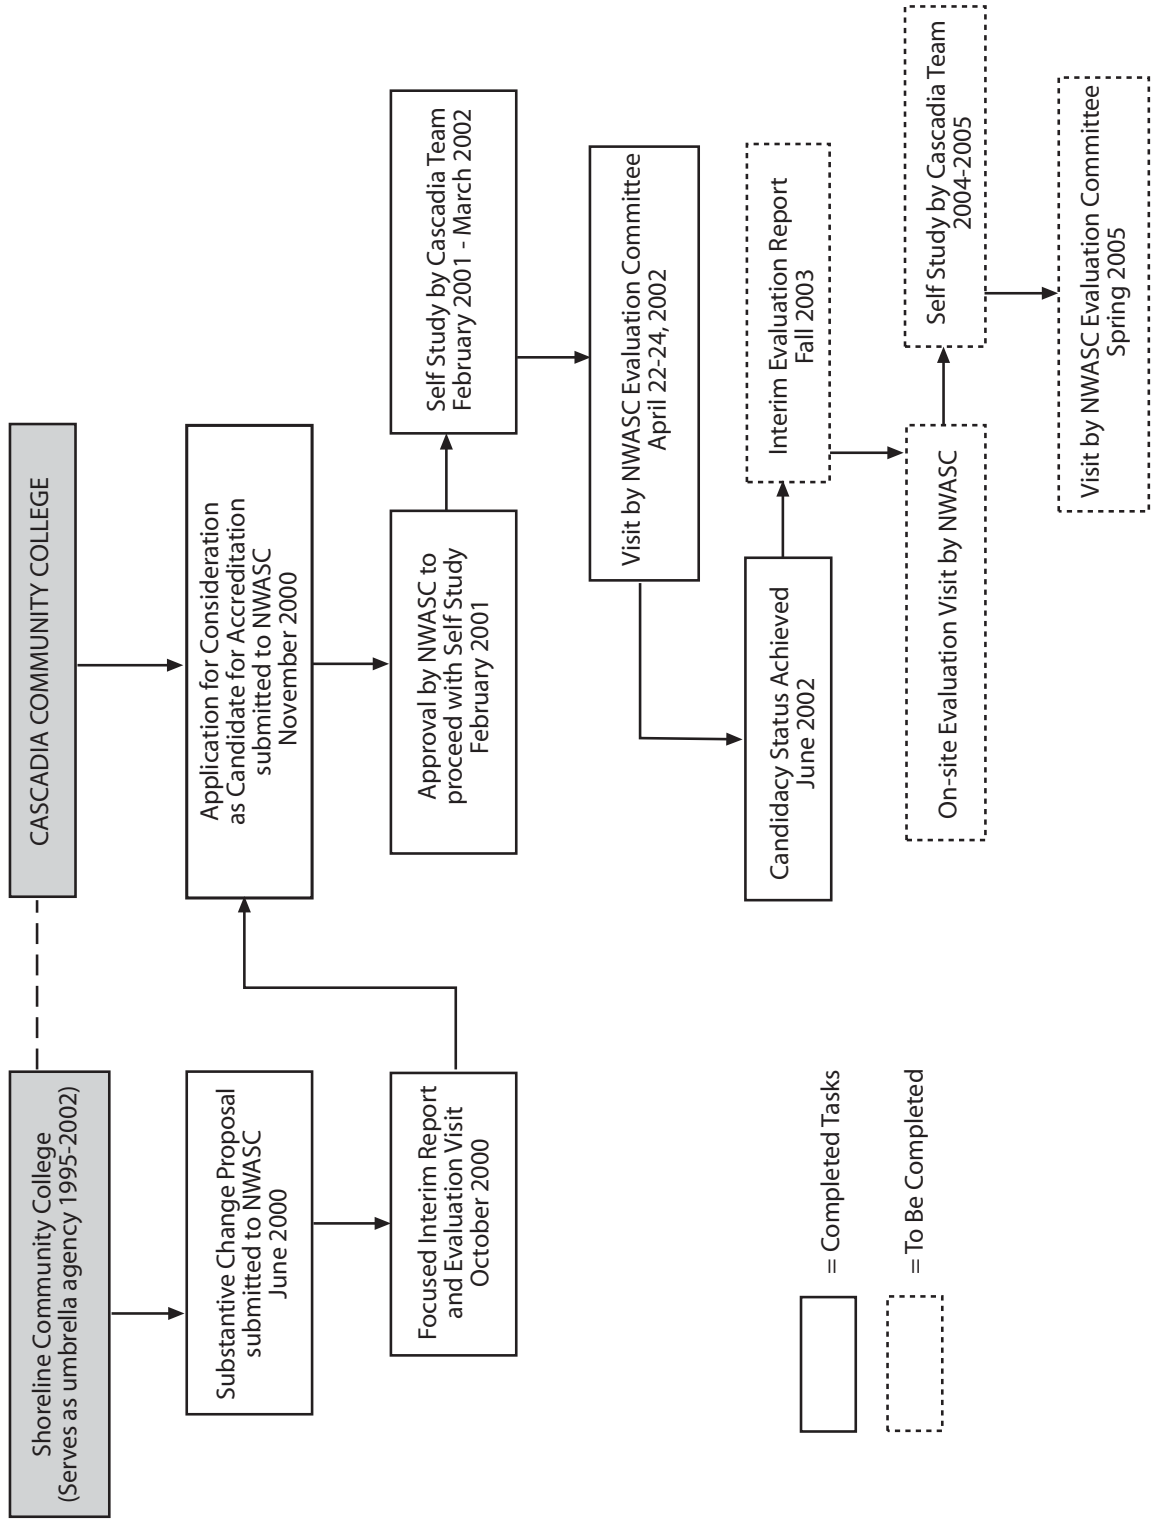 Shoreline Community College
(Serves as umbrella agency 1995-2002)
CASCADIA COMMUNITY COLLEGE
Substantive Change Proposal
submitted to NWASC
June 2000
Application for Consideration
as Candidate for Accreditation
submitted to NWASC
November 2000
Focused Interim Report
and Evaluation Visit
October 2000
Approval by NWASC to
proceed with Self Study
February 2001
Self Study by Cascadia Team
February 2001 - March 2002
Visit by NWASC Evaluation Committee
April 22-24, 2002
Candidacy Status Achieved
June 2002
Interim Evaluation Report
Fall 2003
On-site Evaluation Visit by NWASC
Self Study by Cascadia Team
2004-2005
Visit by NWASC Evaluation Committee
Spring 2005
= Completed Tasks
= To Be Completed